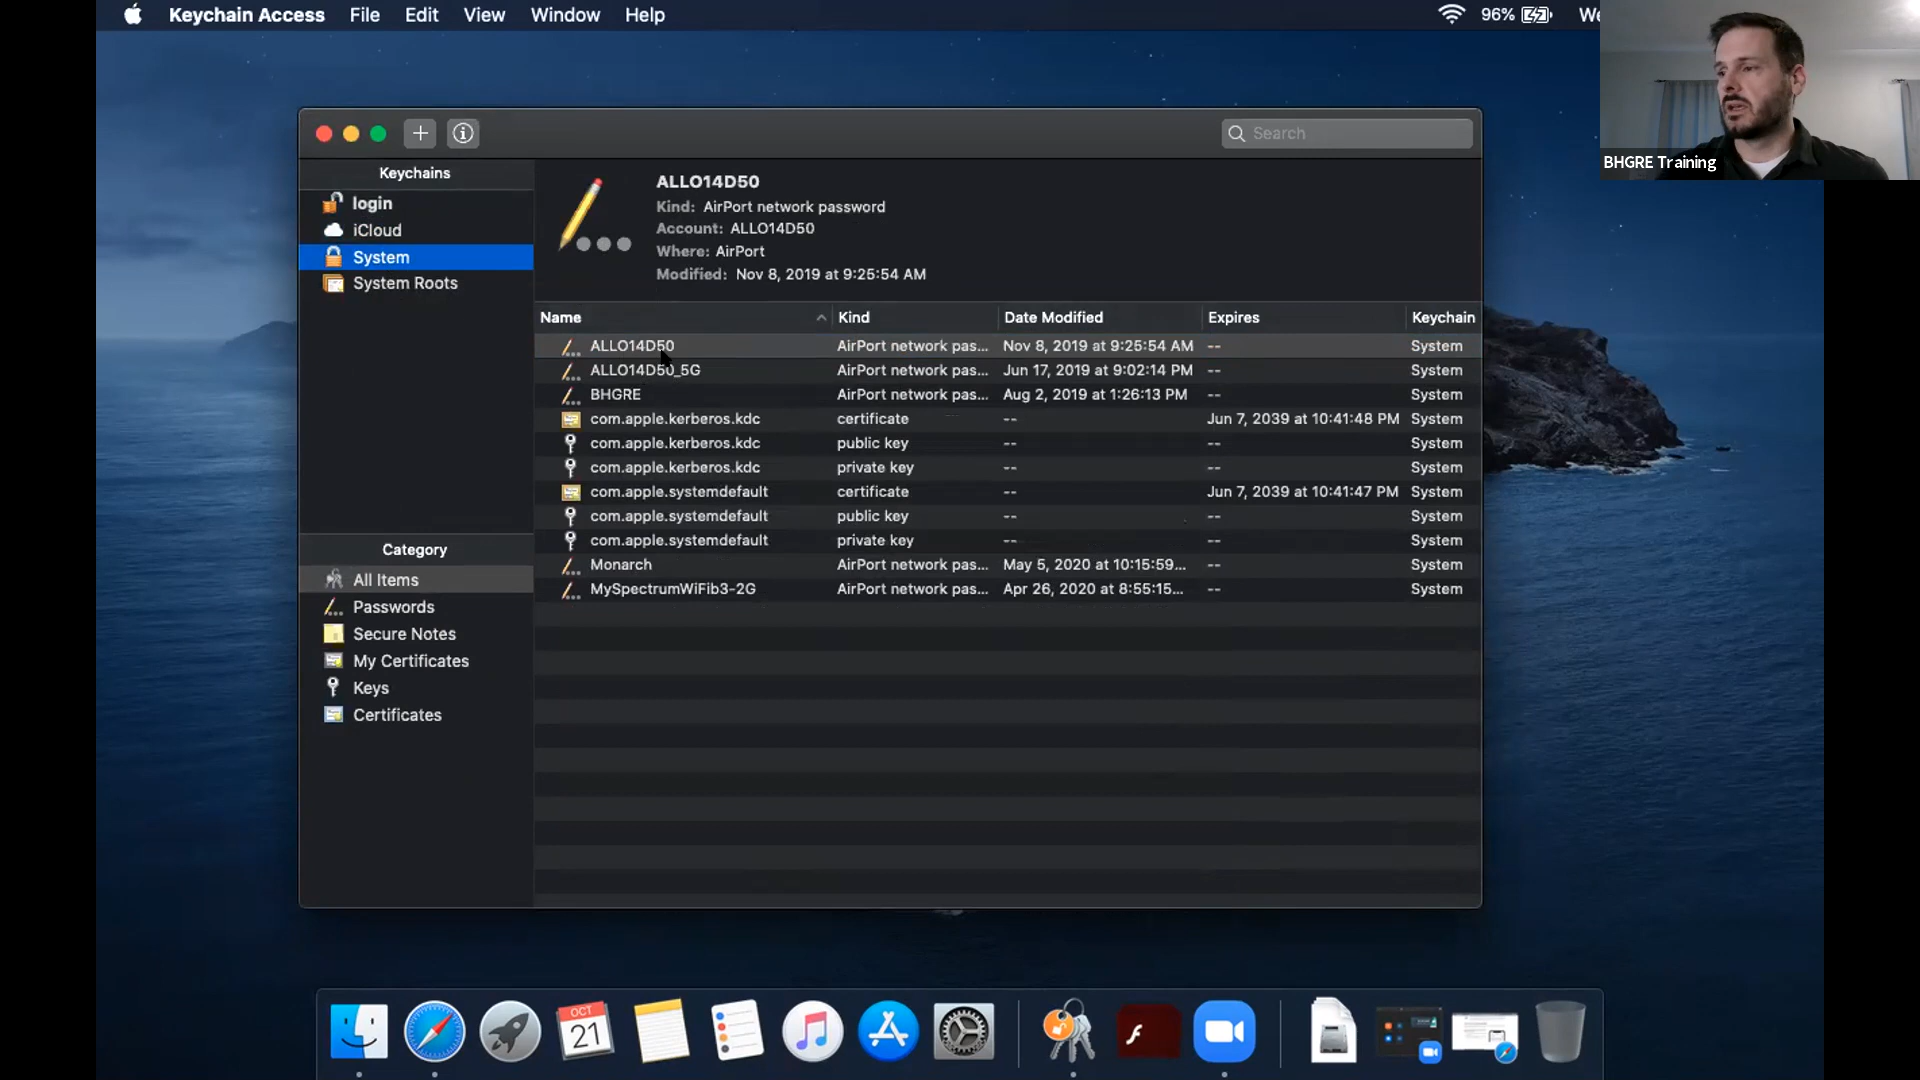 Keychain Access File Edit View Window Help 96% We
BHGRE Training
Search
Keychains
login
iCloud
System
System Roots
ALLO14D50
Kind: AirPort network password
Account: ALLO14D50
Where: AirPort
Modified: Nov 8, 2019 at 9:25:54 AM
Name Kind Date Modified Expires Keychain
ALLO14D50 AirPort network pas... Nov 8, 2019 at 9:25:54 AM -- System
ALLO14D50_5G AirPort network pas... Jun 17, 2019 at 9:02:14 PM -- System
BHGRE AirPort network pas... Aug 2, 2019 at 1:26:13 PM -- System
com.apple.kerberos.kdc certificate -- Jun 7, 2039 at 10:41:48 PM System
com.apple.kerberos.kdc public key -- -- System
com.apple.kerberos.kdc private key -- -- System
com.apple.systemdefault certificate -- Jun 7, 2039 at 10:41:47 PM System
com.apple.systemdefault public key -- -- System
com.apple.systemdefault private key -- -- System
Monarch AirPort network pas... May 5, 2020 at 10:15:59... -- System
MySpectrumWiFib3-2G AirPort network pas... Apr 26, 2020 at 8:55:15... -- System
Category
All Items
Passwords
Secure Notes
My Certificates
Keys
Certificates
OCT
21